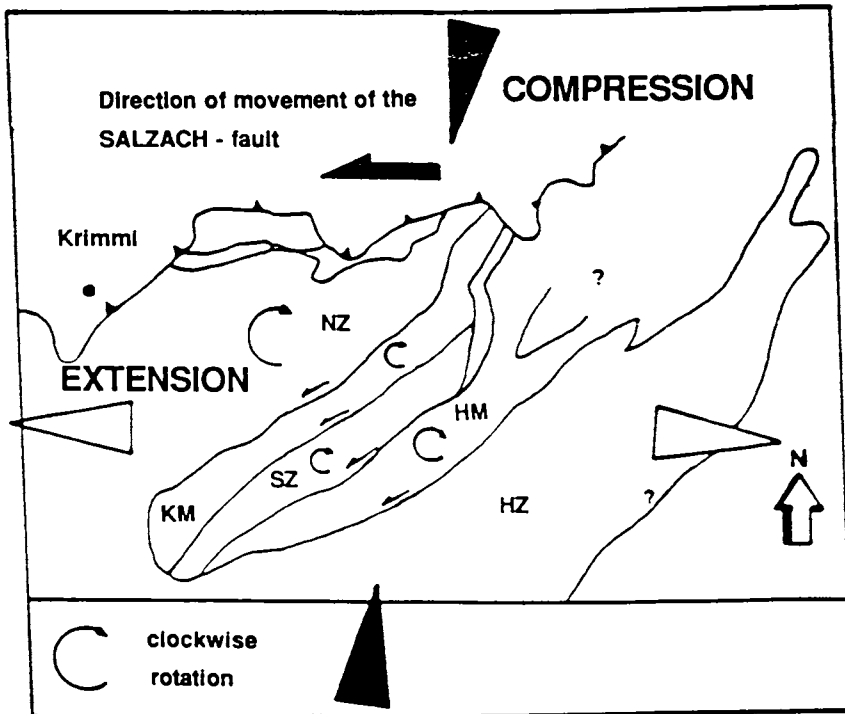 Direction of movement of the
SALZACH - fault
COMPRESSION
Krimml
?
NZ
EXTENSION
HM
N
SZ
KM
HZ
?
clockwise
rotation